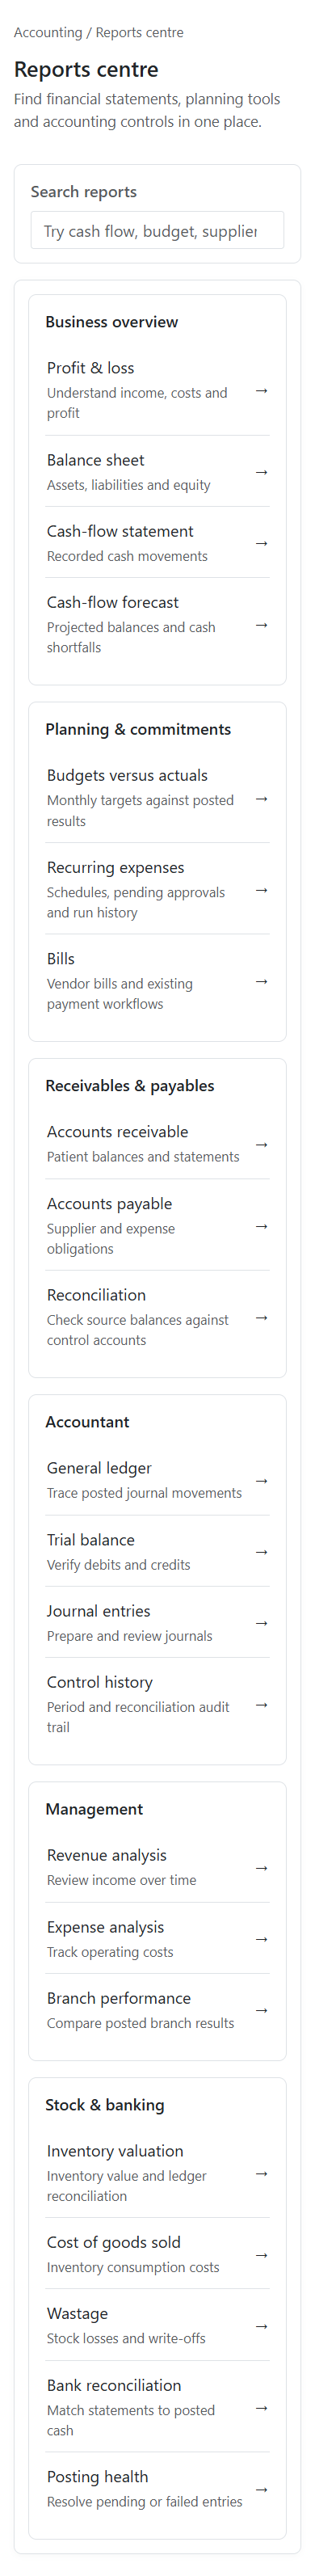 Accounting / Reports centre
Reports centre
Find financial statements, planning tools
and accounting controls in one place.
Search reports
Try cash flow, budget, supplier
Business overview
Profit & loss
Understand income, costs and
profit
→
Balance sheet
Assets, liabilities and equity
→
Cash-flow statement
Recorded cash movements
→
Cash-flow forecast
Projected balances and cash
shortfalls
→
Planning & commitments
Budgets versus actuals
Monthly targets against posted
results
→
Recurring expenses
Schedules, pending approvals
and run history
→
Bills
Vendor bills and existing
payment workflows
→
Receivables & payables
Accounts receivable
Patient balances and statements
→
Accounts payable
Supplier and expense
obligations
→
Reconciliation
Check source balances against
control accounts
→
Accountant
General ledger
Trace posted journal movements
→
Trial balance
Verify debits and credits
→
Journal entries
Prepare and review journals
→
Control history
Period and reconciliation audit
trail
→
Management
Revenue analysis
Review income over time
→
Expense analysis
Track operating costs
→
Branch performance
Compare posted branch results
→
Stock & banking
Inventory valuation
Inventory value and ledger
reconciliation
→
Cost of goods sold
Inventory consumption costs
→
Wastage
Stock losses and write-offs
→
Bank reconciliation
Match statements to posted
cash
→
Posting health
Resolve pending or failed entries
→